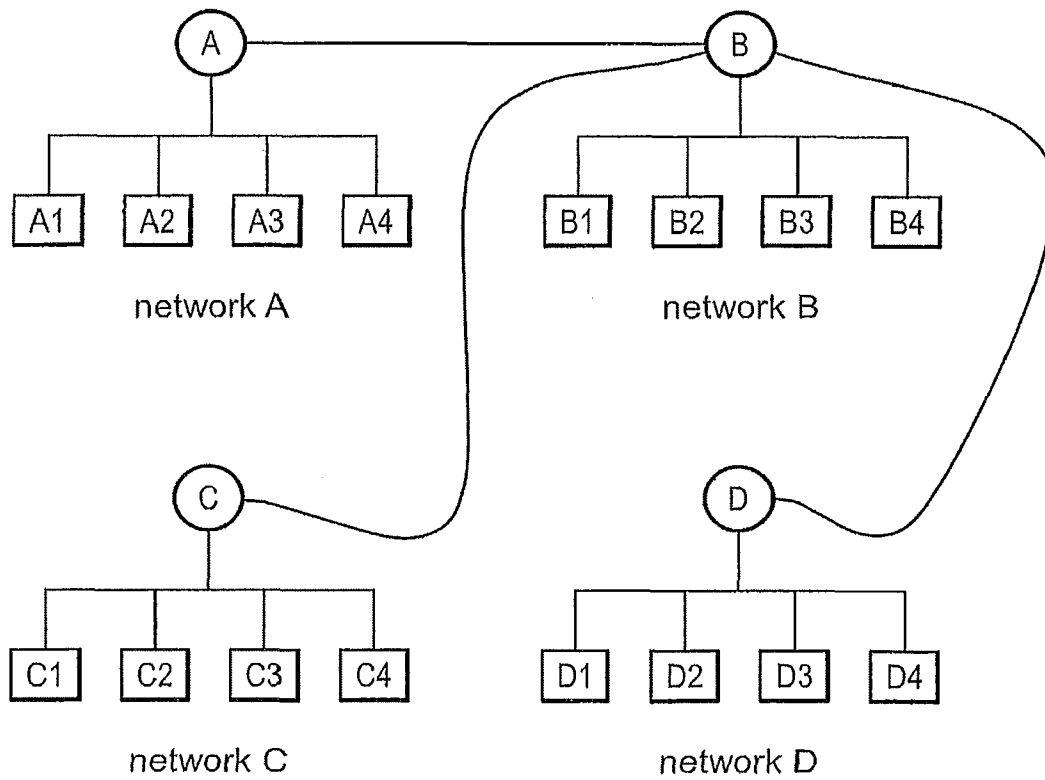 A
B
A1 A2 A3 A4
B1 B2 B3 B4
network A
network B
C
D
C1 C2 C3 C4
D1 D2 D3 D4
network C
network D